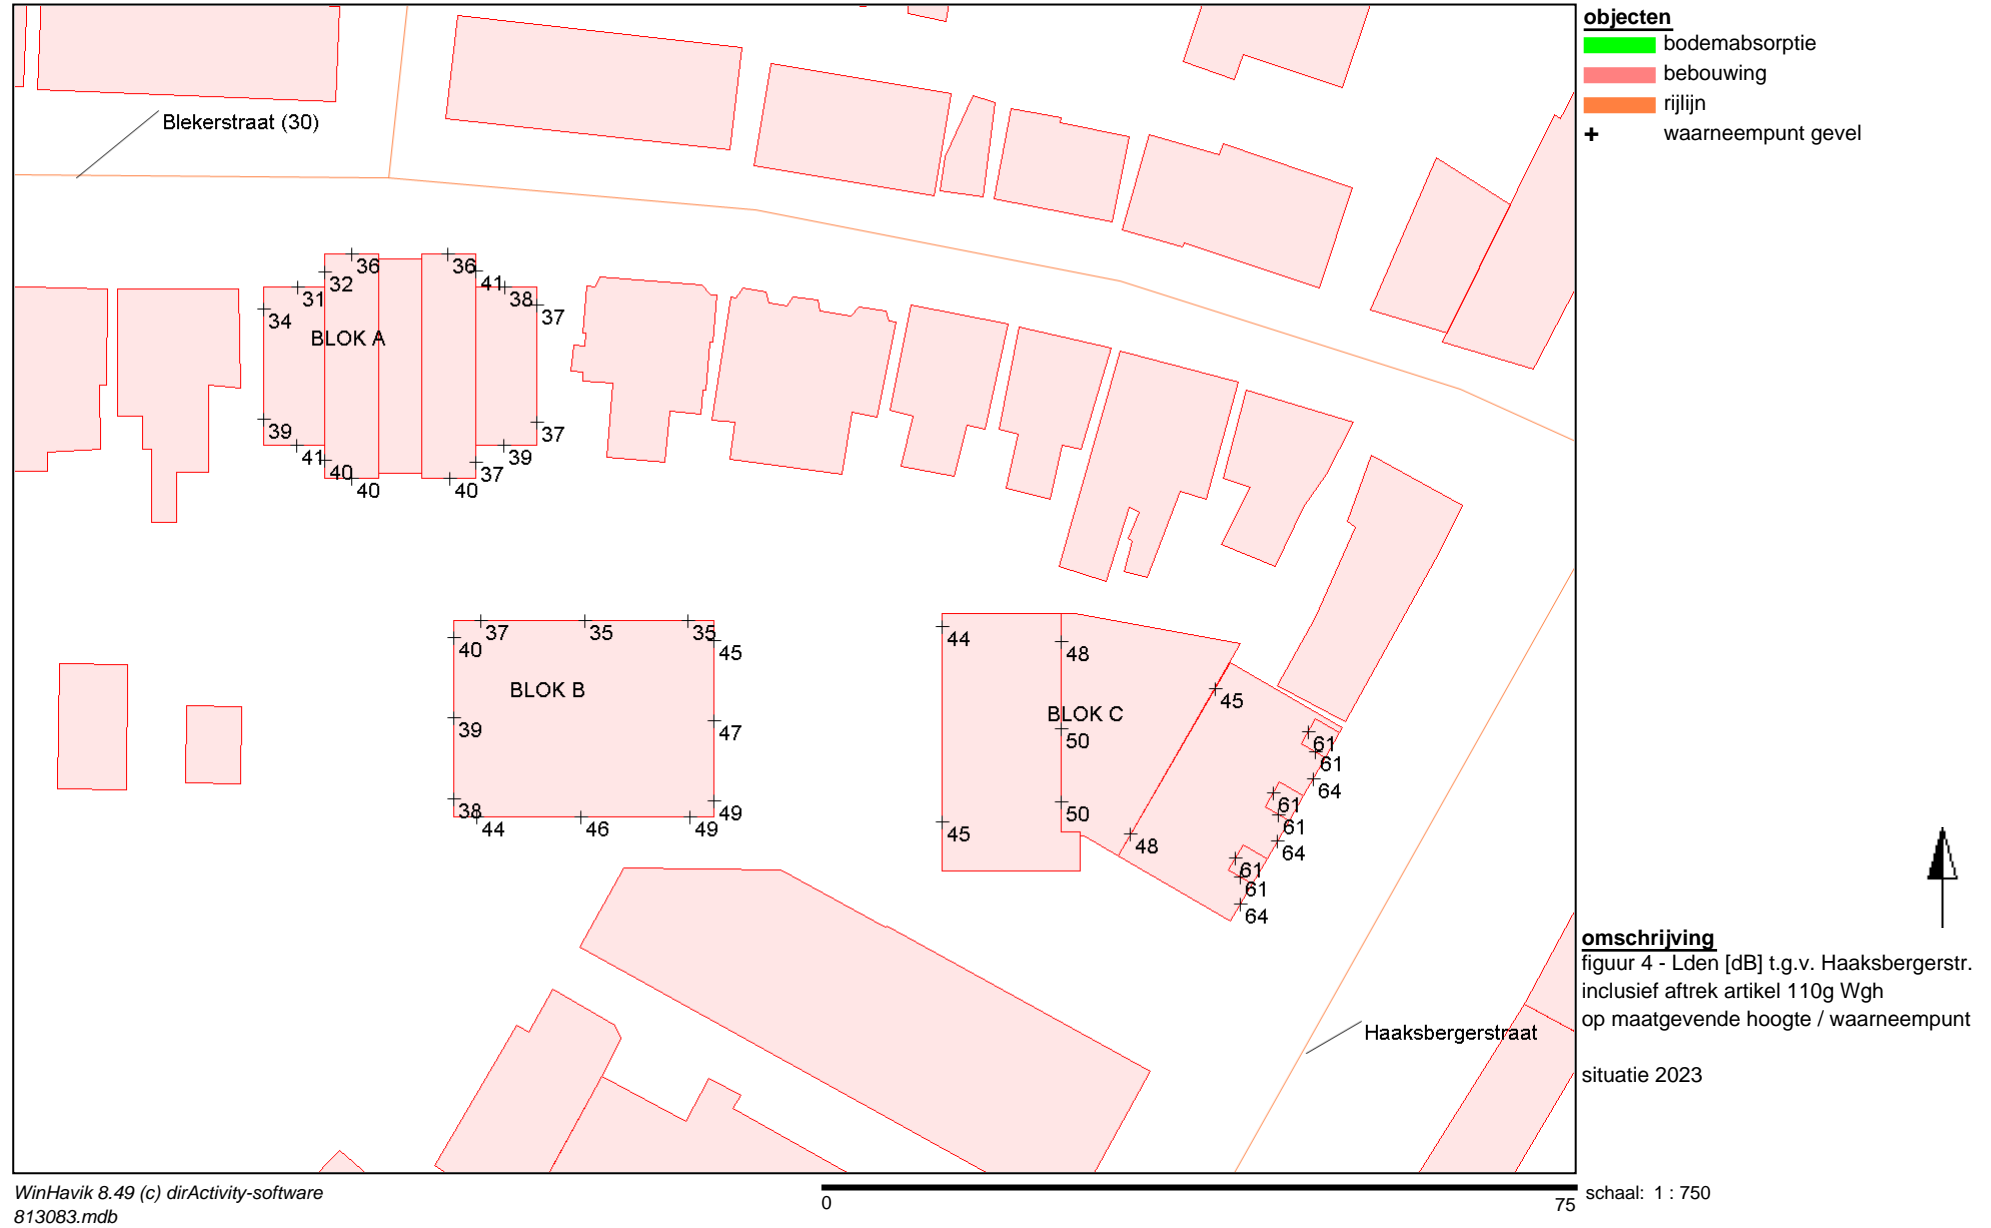 objecten
bodemabsorptie
bebouwing
rijlijn
+ waarneempunt gevel
Blekerstraat (30)
36 36
32 41
31 38
34 37
BLOK A
39 37
41 39
40 37
40 40
37 35 35
40 45
44 48
BLOK B
45
39 47
BLOK C
50
61
61
64
38 49
44 46 49
50
61
61
45 48
64
61
61
64
omschrijving
figuur 4 - Lden [dB] t.g.v. Haaksbergerstr.
inclusief aftrek artikel 110g Wgh
op maatgevende hoogte / waarneempunt
Haaksbergerstraat
situatie 2023
WinHavik 8.49 (c) dirActivity-software
813083.mdb
0 75
schaal: 1 : 750